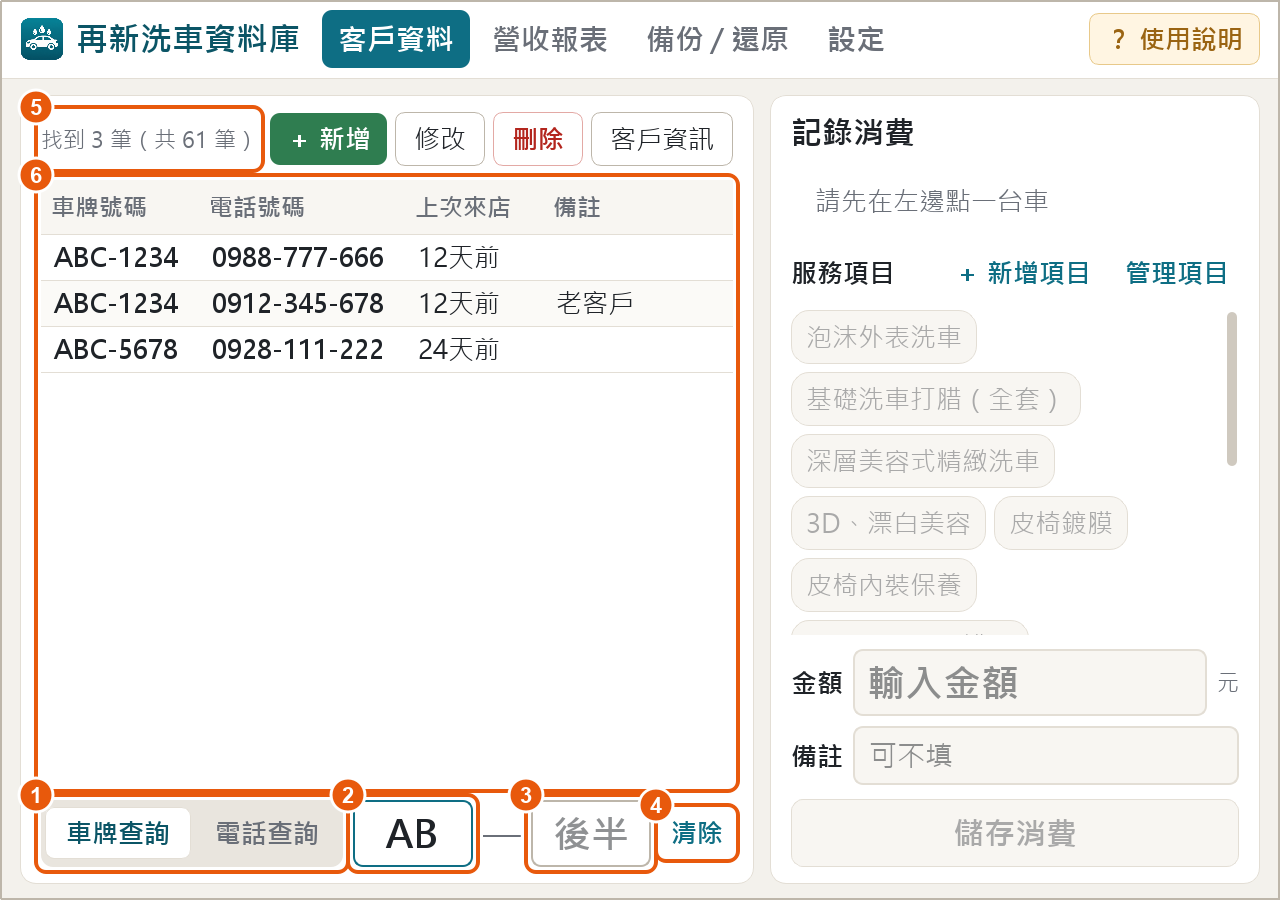 再新洗車資料庫 客戶資料 營收報表 備份 / 還原 設定 ? 使用說明
5
找到 3 筆 ( 共 61 筆 ) + 新增 修改 刪除 客戶資訊
6
車牌號碼 電話號碼 上次來店 備註
ABC-1234 0988-777-666 12天前
ABC-1234 0912-345-678 12天前 老客戶
ABC-5678 0928-111-222 24天前
1 2 3 4
車牌查詢 電話查詢 AB — 後半 清除
記錄消費
請先在左邊點一台車
服務項目 + 新增項目 管理項目
泡沫外表洗車
基礎洗車打腊 ( 全套 )
深層美容式精緻洗車
3D、漂白美容 皮椅鍍膜
皮椅內裝保養
金額 輸入金額 元
備註 可不填
儲存消費